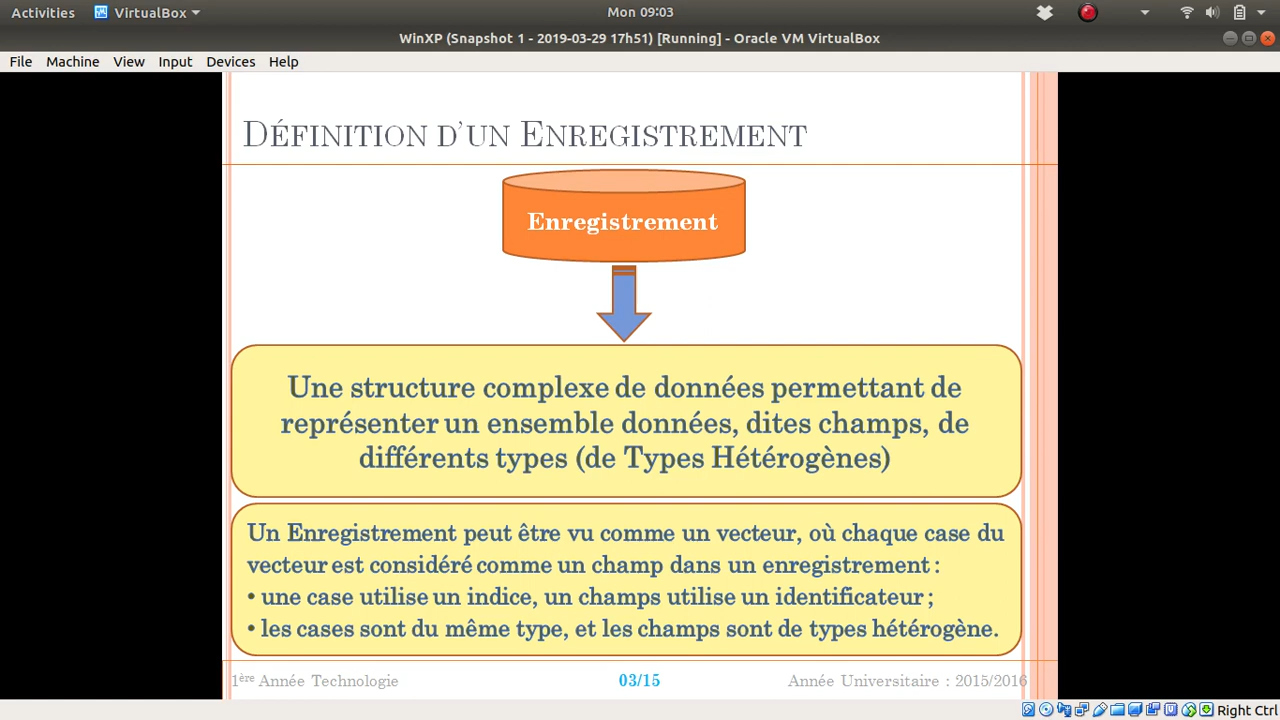 Activities VirtualBox Mon 09:03
WinXP (Snapshot 1 - 2019-03-29 17h51) [Running] - Oracle VM VirtualBox
File Machine View Input Devices Help
Définition d'un Enregistrement
Enregistrement
Une structure complexe de données permettant de
représenter un ensemble données, dites champs, de
différents types (de Types Hétérogènes)
Un Enregistrement peut être vu comme un vecteur, où chaque case du
vecteur est considéré comme un champ dans un enregistrement :
• une case utilise un indice, un champs utilise un identificateur ;
• les cases sont du même type, et les champs sont de types hétérogène.
1ère Année Technologie 03/15 Année Universitaire : 2015/2016
Right Ctrl